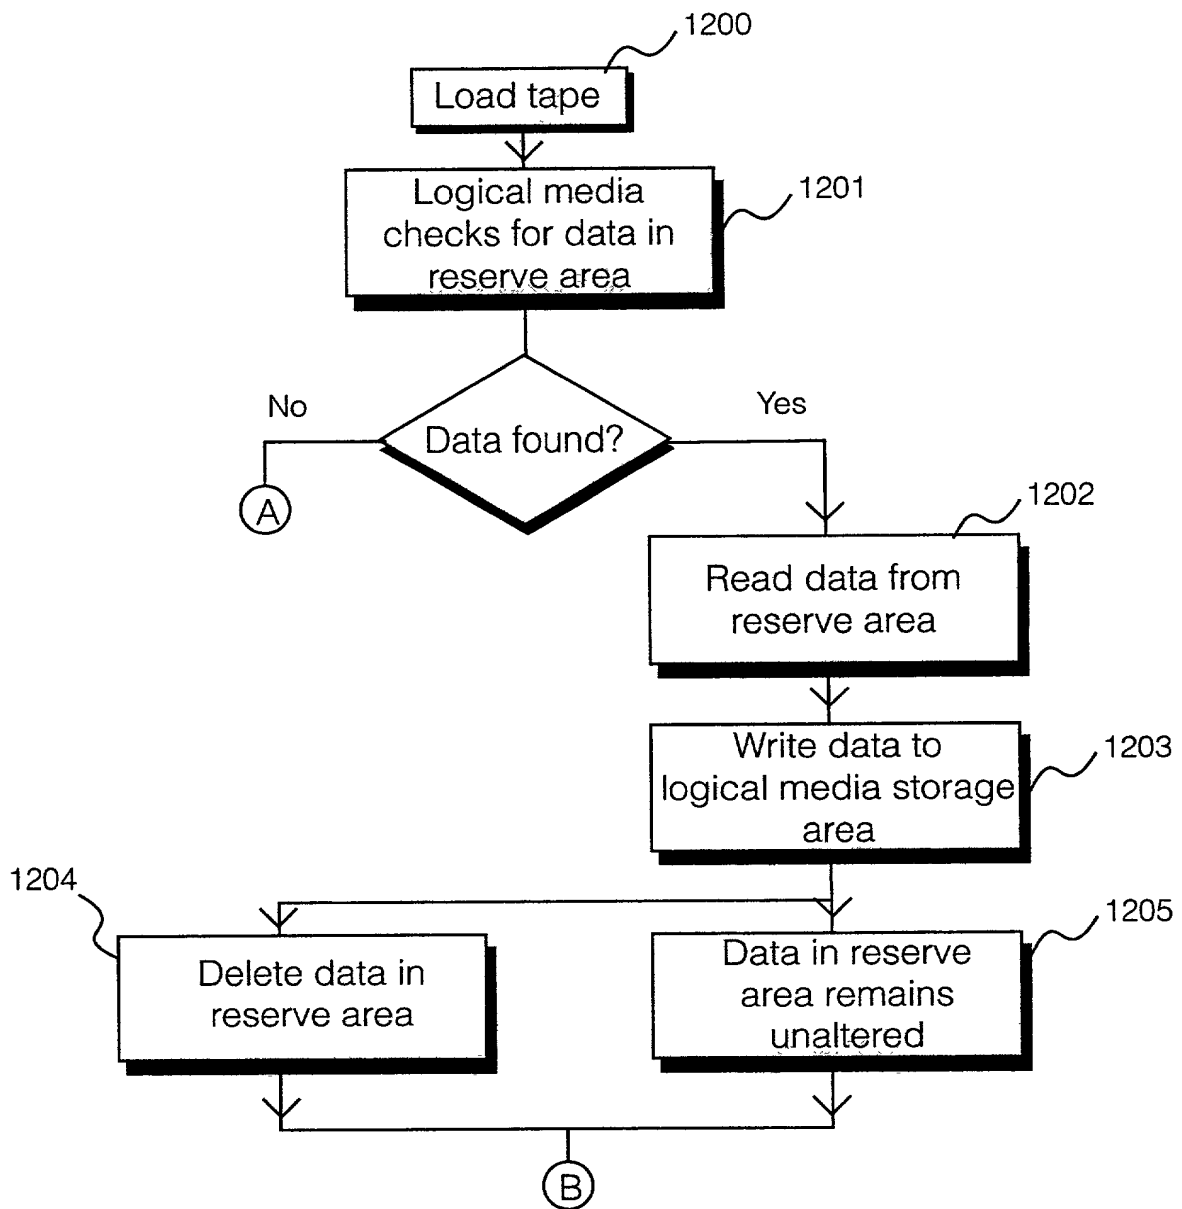 1200
Load tape
Logical media
checks for data in
reserve area
1201
No
Data found?
Yes
A
1202
Read data from
reserve area
Write data to
logical media storage
area
1203
1204
Delete data in
reserve area
Data in reserve
area remains
unaltered
1205
B